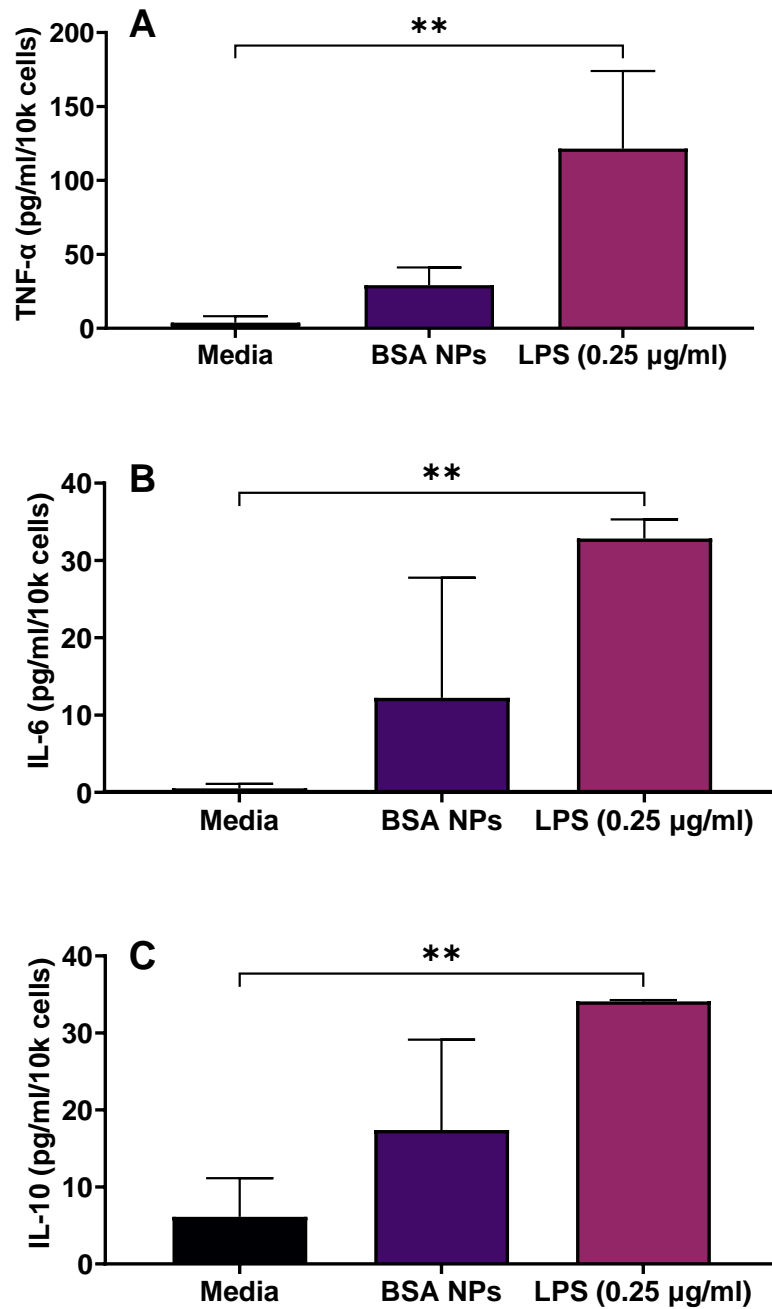 A
**
TNF-α (pg/ml/10k cells)
200
150
100
50
0
Media BSA NPs LPS (0.25 µg/ml)
B
**
IL-6 (pg/ml/10k cells)
40
30
20
10
0
Media BSA NPs LPS (0.25 µg/ml)
C
**
IL-10 (pg/ml/10k cells)
40
30
20
10
0
Media BSA NPs LPS (0.25 µg/ml)